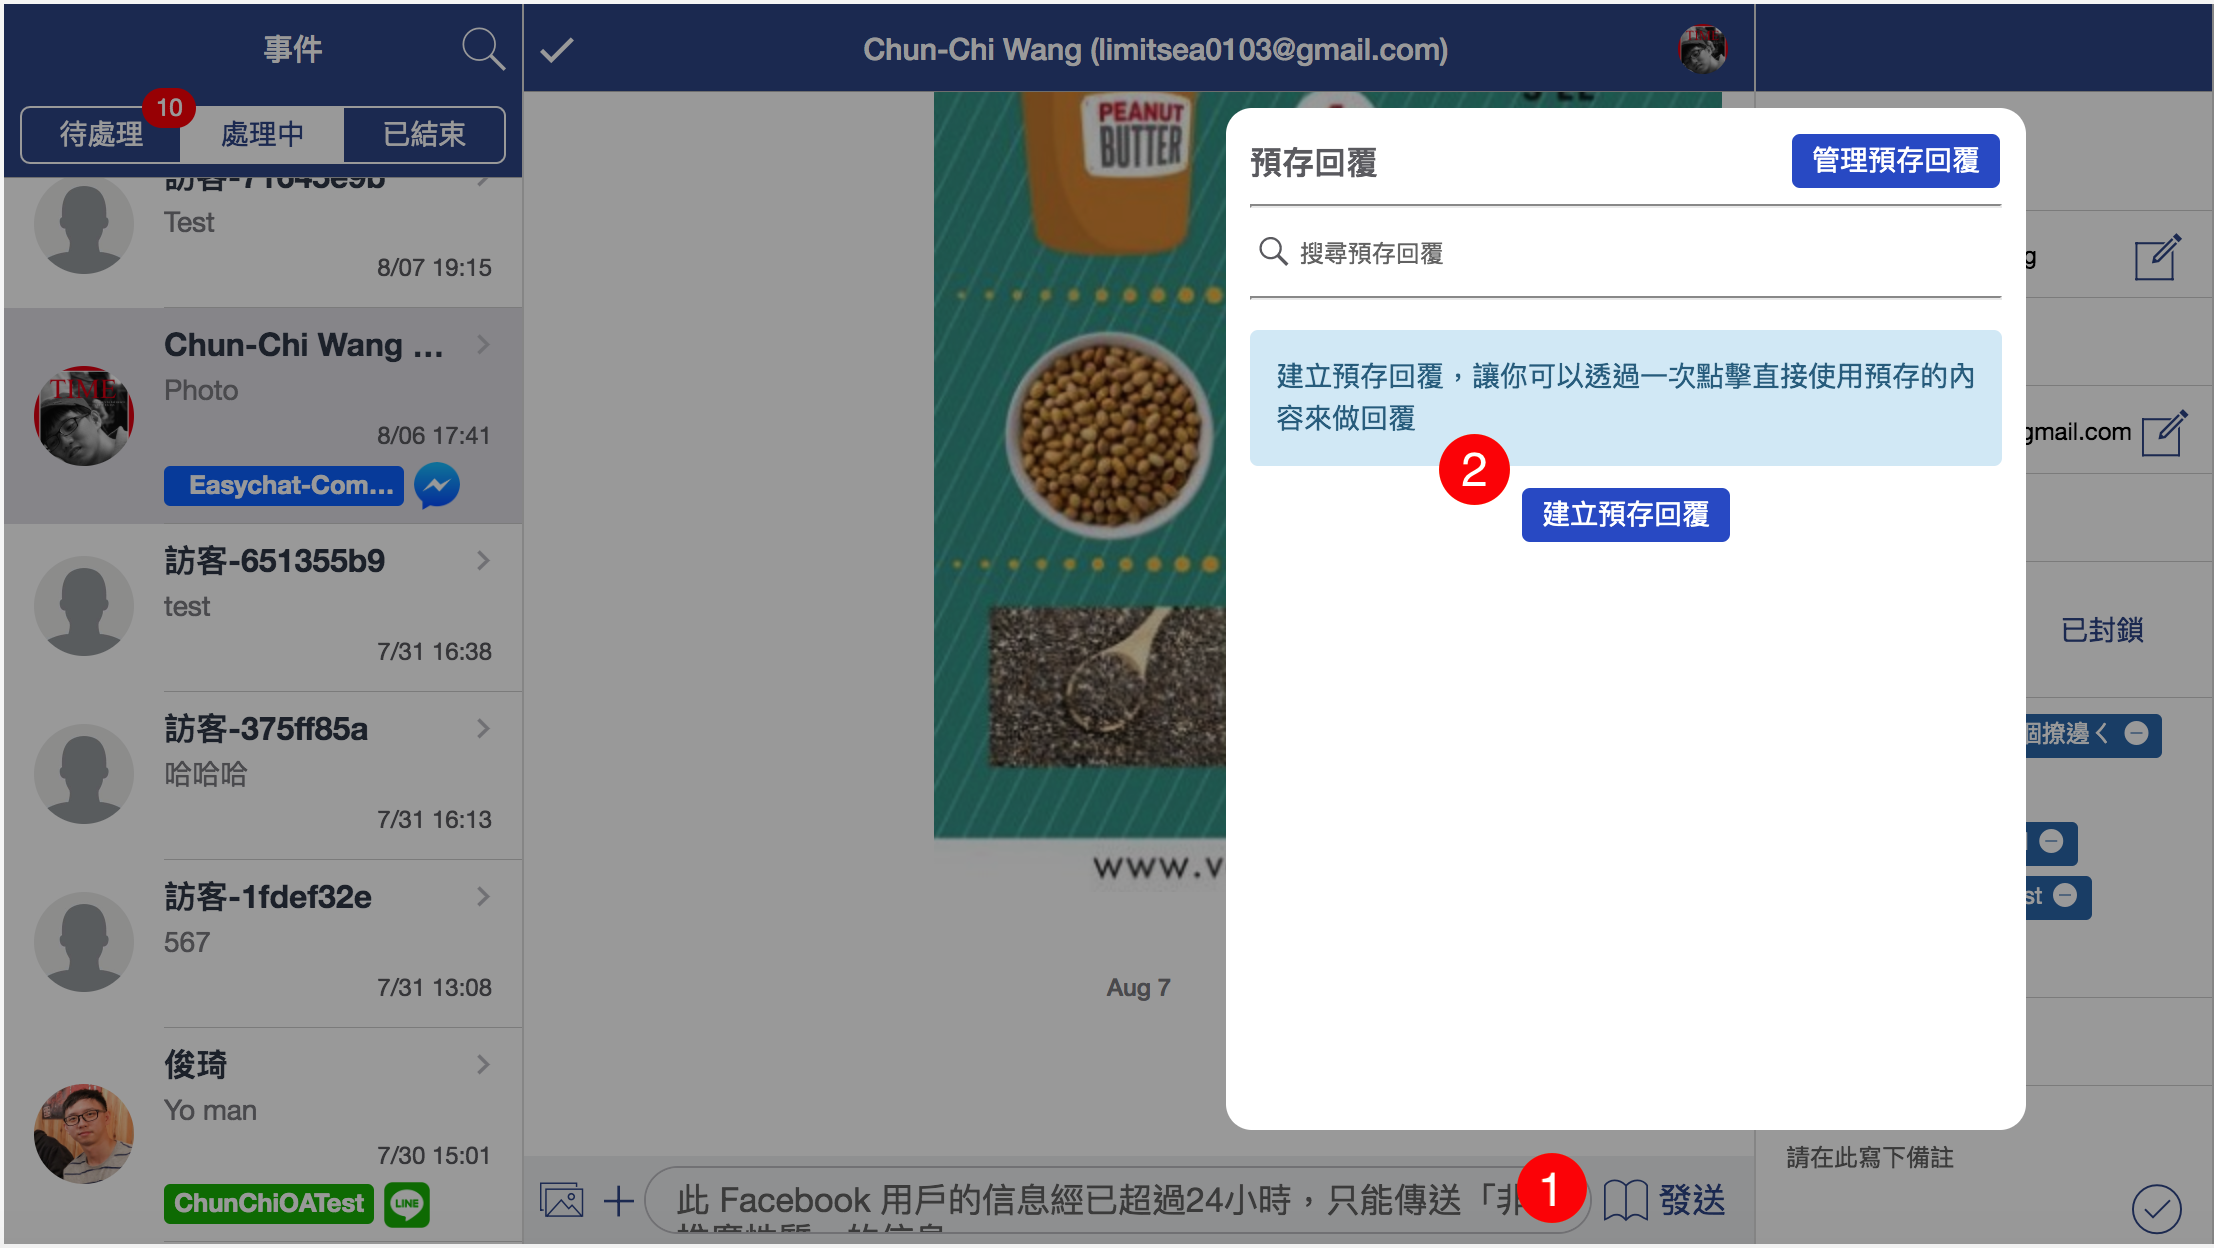 事件
10
待處理
處理中
已結束
Test
8/07 19:15
Chun-Chi Wang ...
Photo
8/06 17:41
Easychat-Com...
訪客-651355b9
test
7/31 16:38
訪客-375ff85a
哈哈哈
7/31 16:13
訪客-1fdef32e
567
7/31 13:08
俊琦
Yo man
7/30 15:01
ChunChiOATest
LINE
Chun-Chi Wang (limitsea0103@gmail.com)
PEANUT
BUTTER
www.v
Aug 7
預存回覆
管理預存回覆
搜尋預存回覆
建立預存回覆，讓你可以透過一次點擊直接使用預存的內
容來做回覆
2
建立預存回覆
此 Facebook 用戶的信息經已超過24小時，只能傳送「非
1
發送
g
gmail.com
已封鎖
個撩邊ㄑ
st
請在此寫下備註
TIME